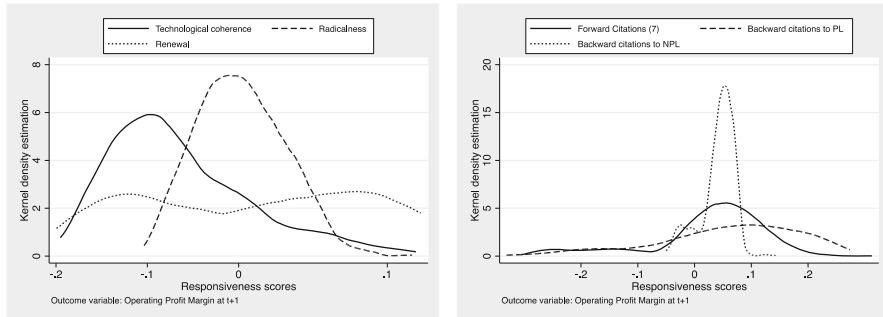 Technological coherence
Radicalness
Renewal
Kernel density estimation
0 2 4 6 8
-.2 -.1 0 .1
Responsiveness scores
Outcome variable: Operating Profit Margin at t+1
Forward Citations (7)
Backward citations to PL
Backward citations to NPL
Kernel density estimation
0 5 10 15 20
-.2 -.1 0 0.1 .2
Responsiveness scores
Outcome variable: Operating Profit Margin at t+1